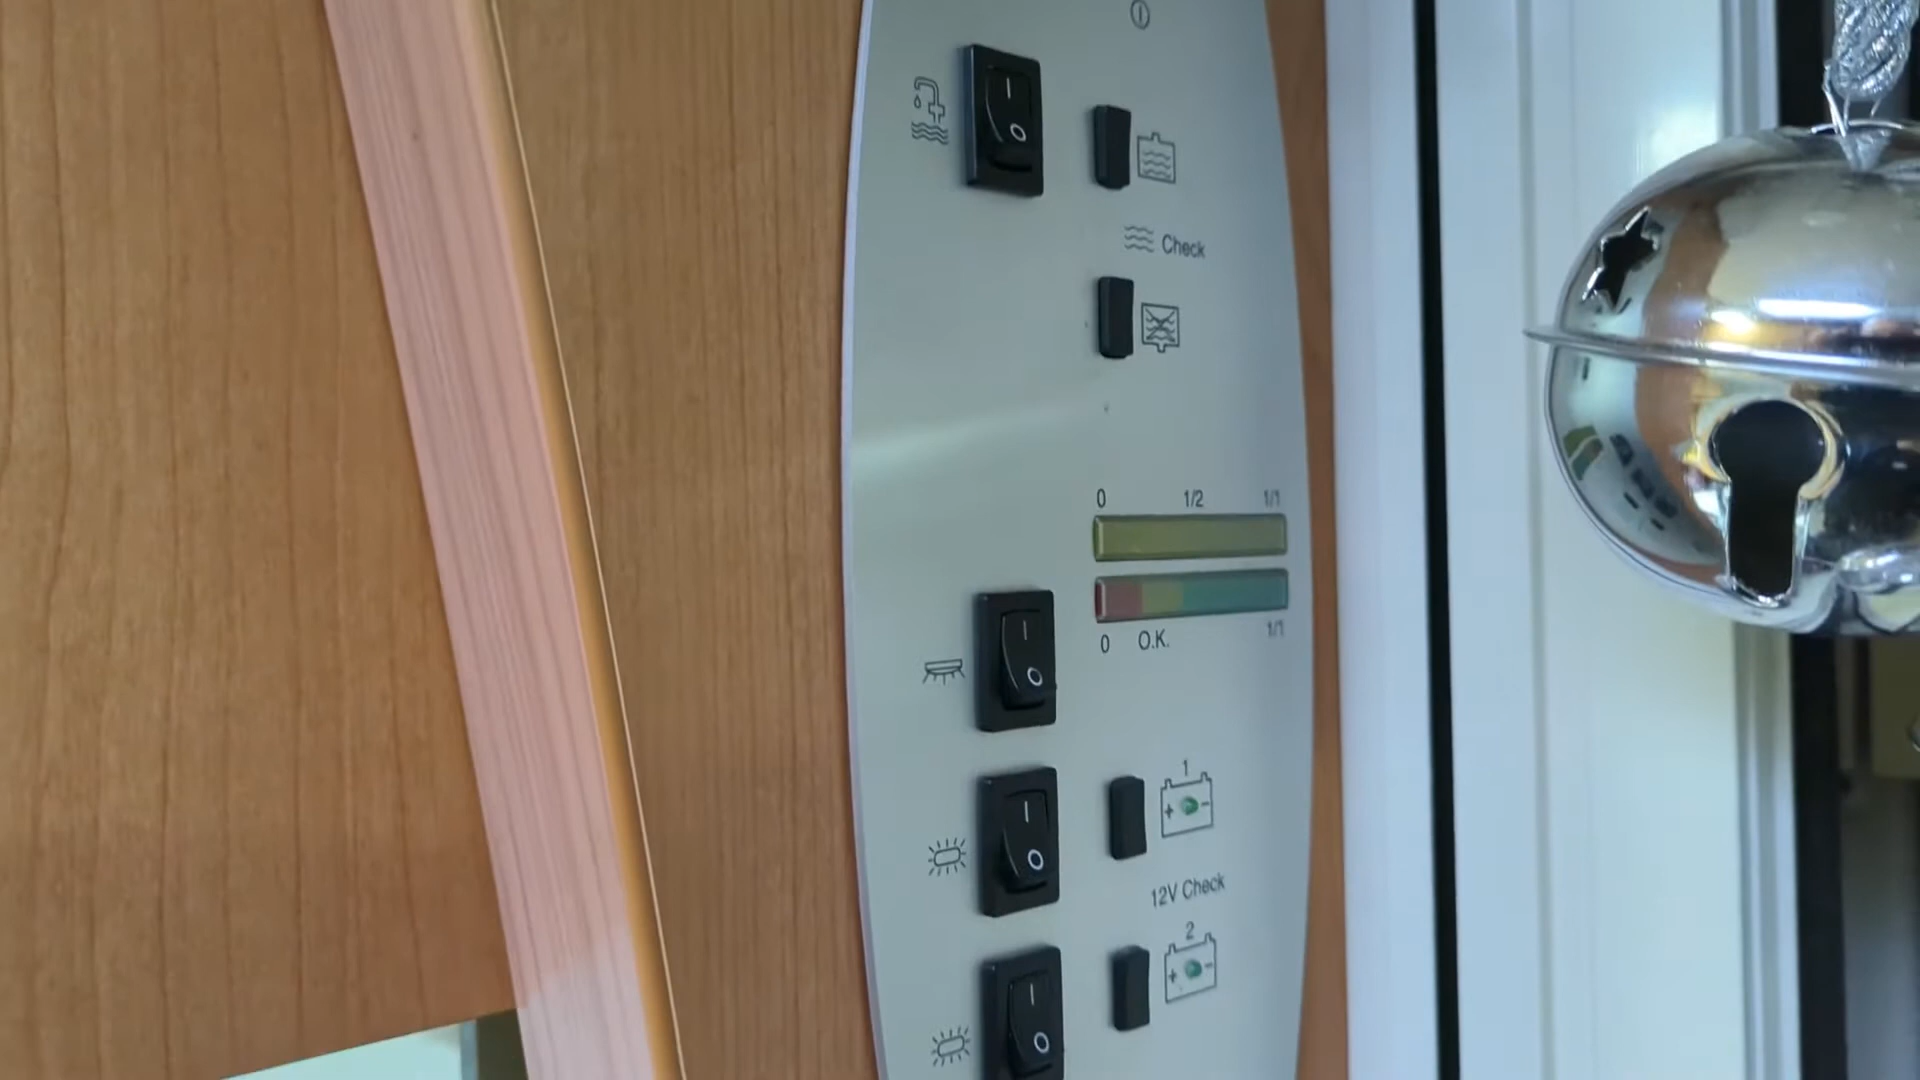 Check
0 1/2 1/1
0 O.K. 1/1
1
+ -
12V Check
2
+ -